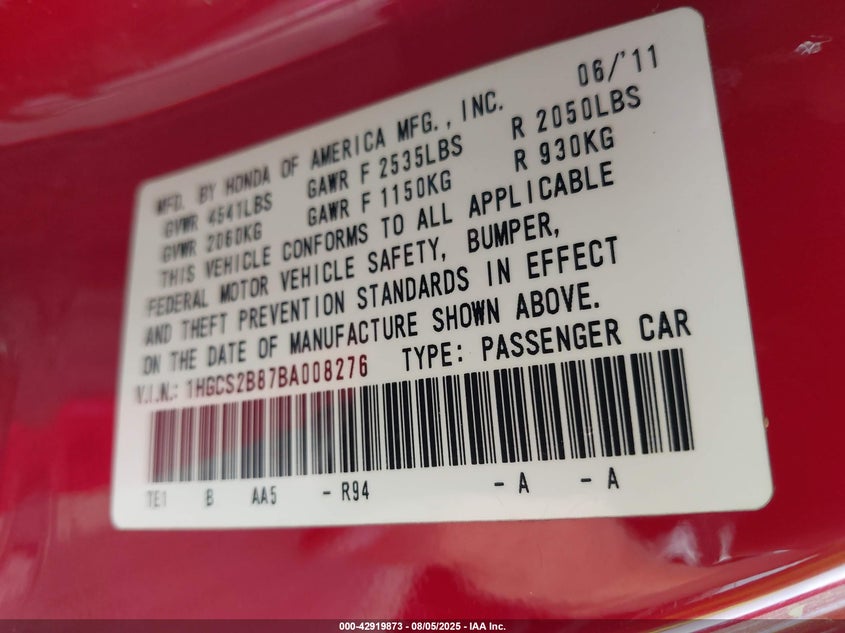 06/'11
MFD. BY HONDA OF AMERICA MFG., INC.
GVWR 4541LBS GAWR F 2535LBS R 2050LBS
GVWR 2060KG GAWR F 1150KG R 930KG
THIS VEHICLE CONFORMS TO ALL APPLICABLE
FEDERAL MOTOR VEHICLE SAFETY, BUMPER,
AND THEFT PREVENTION STANDARDS IN EFFECT
ON THE DATE OF MANUFACTURE SHOWN ABOVE.
V.I.N.: 1HGCS2B87BA008276 TYPE: PASSENGER CAR
TE1 B AA5 - R94 - A - A
000-42919873 - 08/05/2025 - IAA Inc.